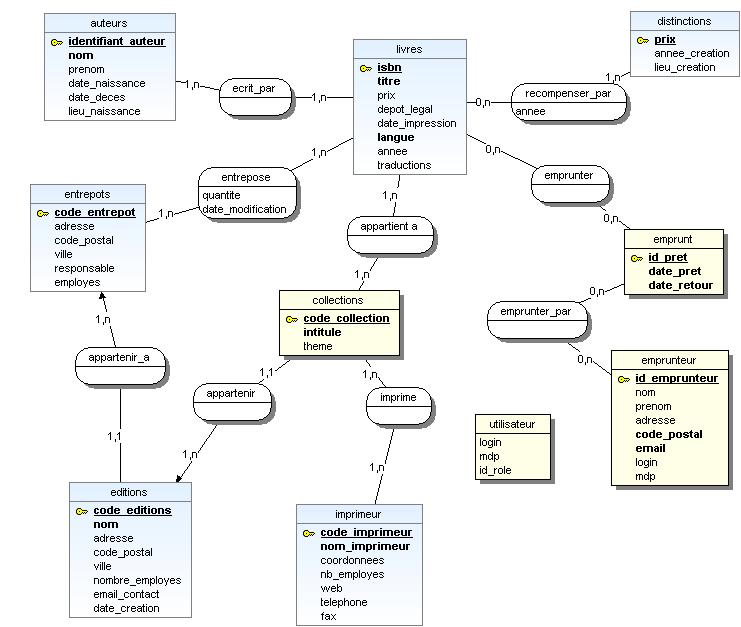 auteurs
identifiant_auteur
nom
prenom
date_naissance
date_deces
lieu_naissance
1,n
ecrit_par
1,n
livres
isbn
titre
prix
depot_legal
date_impression
langue
annee
traductions
distinctions
prix
annee_creation
lieu_creation
1,n
0,n
recompenser_par
annee
1,n
entrepose
quantite
date_modification
1,n
0,n
emprunter
0,n
entrepots
code_entrepot
adresse
code_postal
ville
responsable
employes
1,n
appartient a
1,n
emprunt
id_pret
date_pret
date_retour
0,n
emprunter_par
0,n
collections
code_collection
intitule
theme
1,n
appartenir_a
1,1
1,1
appartenir
1,n
1,n
imprime
1,n
emprunteur
id_emprunteur
nom
prenom
adresse
code_postal
email
login
mdp
utilisateur
login
mdp
id_role
editions
code_editions
nom
adresse
code_postal
ville
nombre_employes
email_contact
date_creation
imprimeur
code_imprimeur
nom_imprimeur
coordonnees
nb_employes
web
telephone
fax